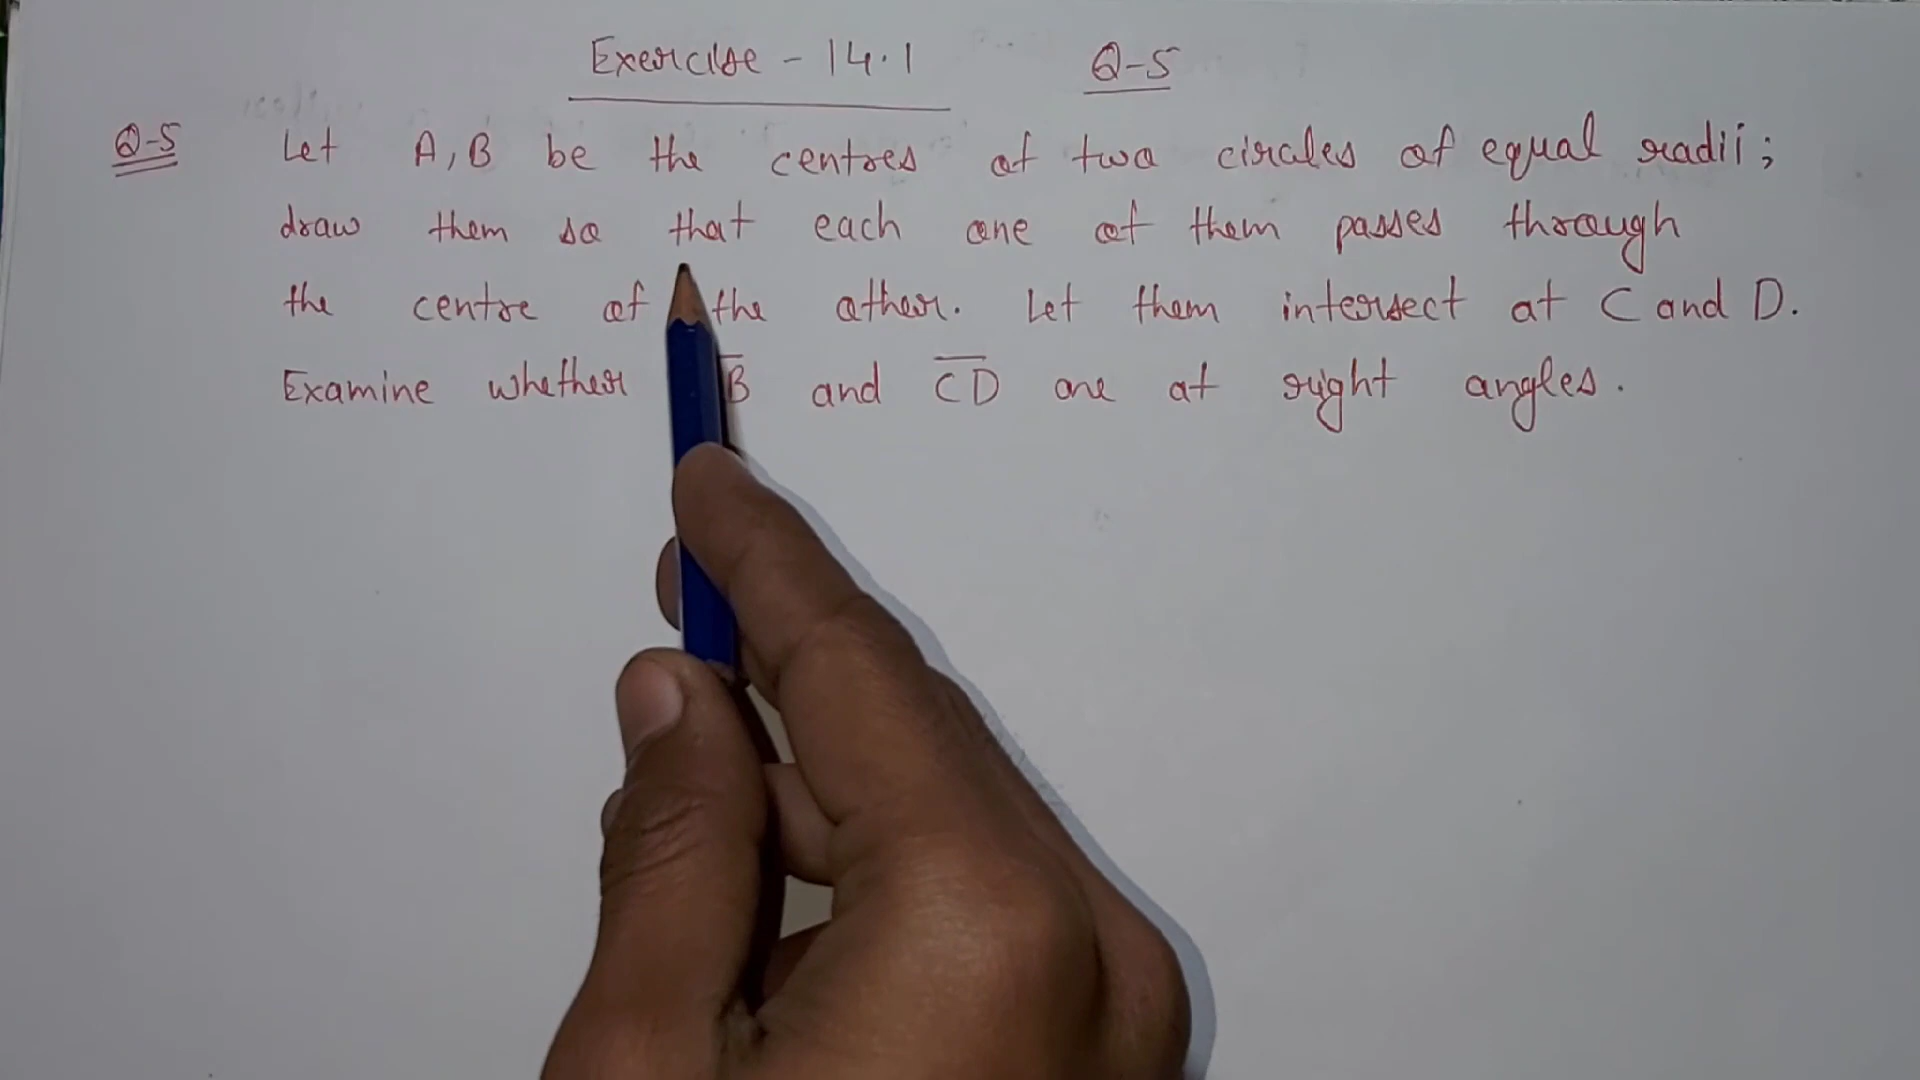 Exercise - 14.1 Q-5
Q-5 Let A, B be the centres of two circles of equal radii;
draw them so that each one of them passes through
the centre of the other. Let them intersect at C and D.
Examine whether B and CD are at right angles.